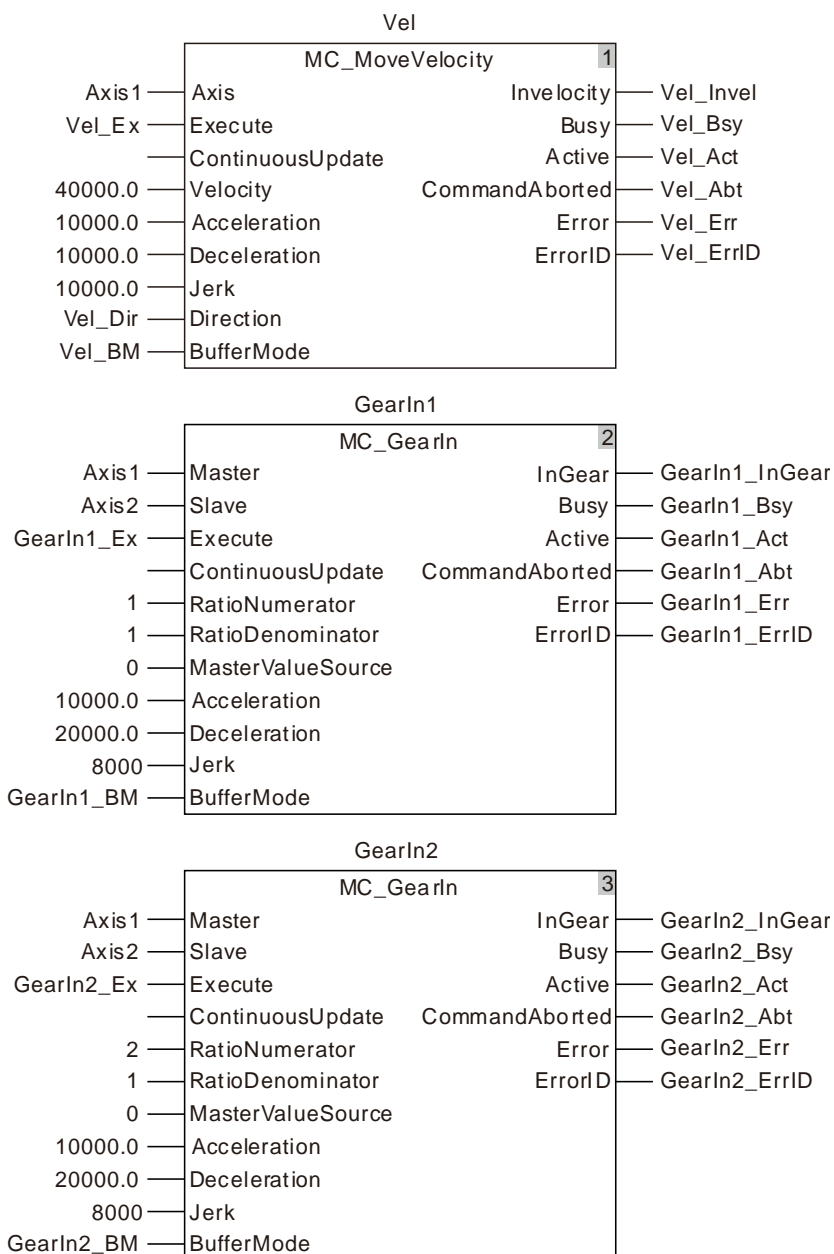 Vel
MC_MoveVelocity 1
Axis1 Axis Invelocity Vel_Invel
Vel_Ex Execute Busy Vel_Bsy
ContinuousUpdate Active Vel_Act
40000.0 Velocity CommandAborted Vel_Abt
10000.0 Acceleration Error Vel_Err
10000.0 Deceleration ErrorID Vel_ErrID
10000.0 Jerk
Vel_Dir Direction
Vel_BM BufferMode
GearIn1
MC_GearIn 2
Axis1 Master InGear GearIn1_InGear
Axis2 Slave Busy GearIn1_Bsy
GearIn1_Ex Execute Active GearIn1_Act
ContinuousUpdate CommandAborted GearIn1_Abt
1 RatioNumerator Error GearIn1_Err
1 RatioDenominator ErrorID GearIn1_ErrID
0 MasterValueSource
10000.0 Acceleration
20000.0 Deceleration
8000 Jerk
GearIn1_BM BufferMode
GearIn2
MC_GearIn 3
Axis1 Master InGear GearIn2_InGear
Axis2 Slave Busy GearIn2_Bsy
GearIn2_Ex Execute Active GearIn2_Act
ContinuousUpdate CommandAborted GearIn2_Abt
2 RatioNumerator Error GearIn2_Err
1 RatioDenominator ErrorID GearIn2_ErrID
0 MasterValueSource
10000.0 Acceleration
20000.0 Deceleration
8000 Jerk
GearIn2_BM BufferMode